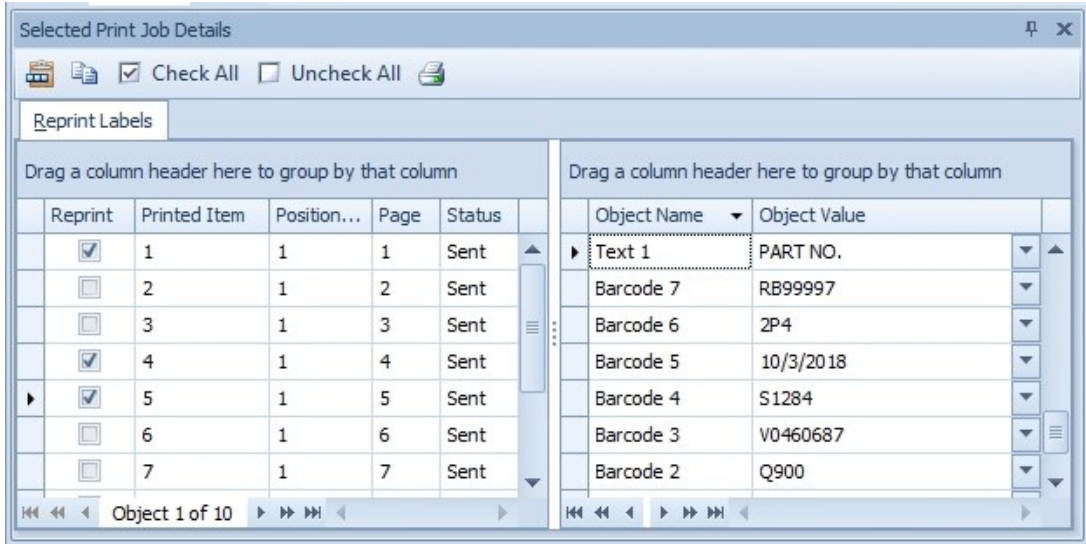 Selected Print Job Details
Check All Uncheck All
Reprint Labels
Drag a column header here to group by that column
Reprint Printed Item Position... Page Status
1 1 1 Sent
2 1 2 Sent
3 1 3 Sent
4 1 4 Sent
5 1 5 Sent
6 1 6 Sent
7 1 7 Sent
Object 1 of 10
Drag a column header here to group by that column
Object Name Object Value
Text 1 PART NO.
Barcode 7 RB99997
Barcode 6 2P4
Barcode 5 10/3/2018
Barcode 4 S1284
Barcode 3 V0460687
Barcode 2 Q900